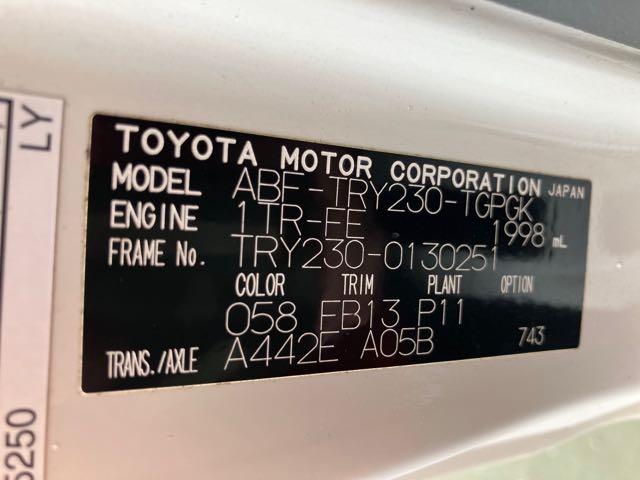 TOYOTA MOTOR CORPORATION JAPAN
MODEL ABF-TRY230-TGPGK
ENGINE 1TR-FE 1998 mL
FRAME No. TRY230-0130251
COLOR TRIM PLANT OPTION
058 FB13 P11
TRANS./AXLE A442E A05B 743
LY
5250